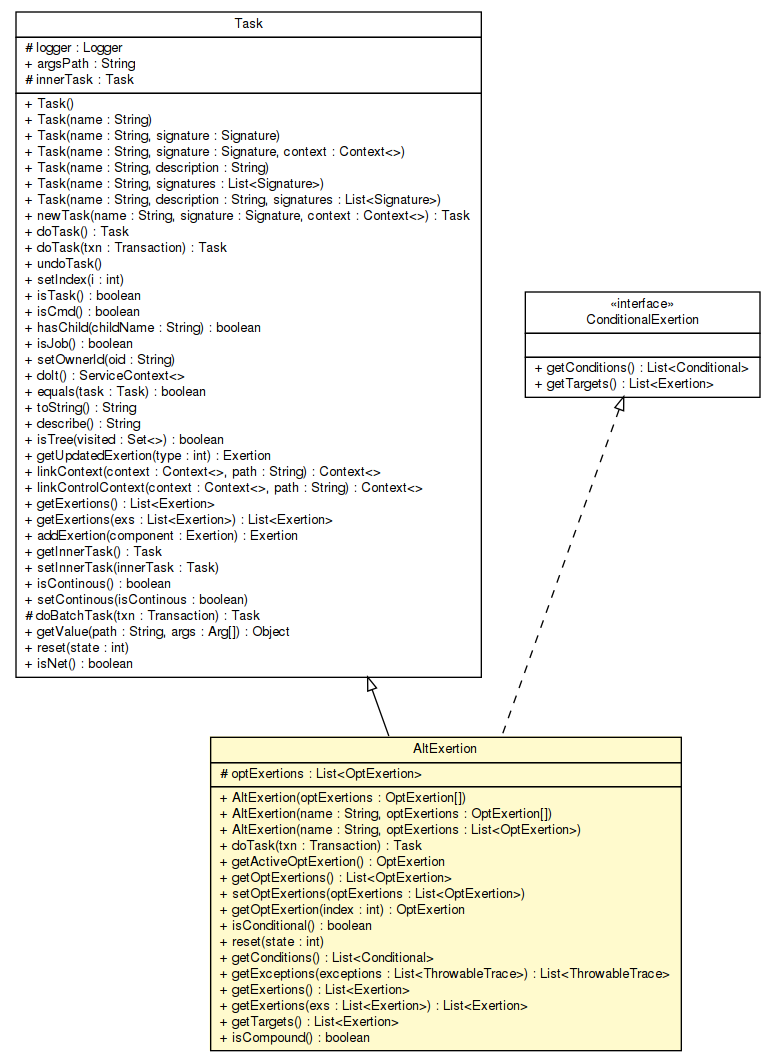 Task
# logger : Logger
+ argsPath : String
# innerTask : Task
+ Task()
+ Task(name : String)
+ Task(name : String, signature : Signature)
+ Task(name : String, signature : Signature, context : Context<>)
+ Task(name : String, description : String)
+ Task(name : String, signatures : List<Signature>)
+ Task(name : String, description : String, signatures : List<Signature>)
+ newTask(name : String, signature : Signature, context : Context<>) : Task
+ doTask() : Task
+ doTask(txn : Transaction) : Task
+ undoTask()
+ setIndex(i : int)
+ isTask() : boolean
+ isCmd() : boolean
+ hasChild(childName : String) : boolean
+ isJob() : boolean
+ setOwnerId(oid : String)
+ doIt() : ServiceContext<>
+ equals(task : Task) : boolean
+ toString() : String
+ describe() : String
+ isTree(visited : Set<>) : boolean
+ getUpdatedExertion(type : int) : Exertion
+ linkContext(context : Context<>, path : String) : Context<>
+ linkControlContext(context : Context<>, path : String) : Context<>
+ getExertions() : List<Exertion>
+ getExertions(exs : List<Exertion>) : List<Exertion>
+ addExertion(component : Exertion) : Exertion
+ getInnerTask() : Task
+ setInnerTask(innerTask : Task)
+ isContinous() : boolean
+ setContinous(isContinous : boolean)
# doBatchTask(txn : Transaction) : Task
+ getValue(path : String, args : Arg[]) : Object
+ reset(state : int)
+ isNet() : boolean
«interface»
ConditionalExertion
+ getConditions() : List<Conditional>
+ getTargets() : List<Exertion>
AltExertion
# optExertions : List<OptExertion>
+ AltExertion(optExertions : OptExertion[])
+ AltExertion(name : String, optExertions : OptExertion[])
+ AltExertion(name : String, optExertions : List<OptExertion>)
+ doTask(txn : Transaction) : Task
+ getActiveOptExertion() : OptExertion
+ getOptExertions() : List<OptExertion>
+ setOptExertions(optExertions : List<OptExertion>)
+ getOptExertion(index : int) : OptExertion
+ isConditional() : boolean
+ reset(state : int)
+ getConditions() : List<Conditional>
+ getExceptions(exceptions : List<ThrowableTrace>) : List<ThrowableTrace>
+ getExertions() : List<Exertion>
+ getExertions(exs : List<Exertion>) : List<Exertion>
+ getTargets() : List<Exertion>
+ isCompound() : boolean